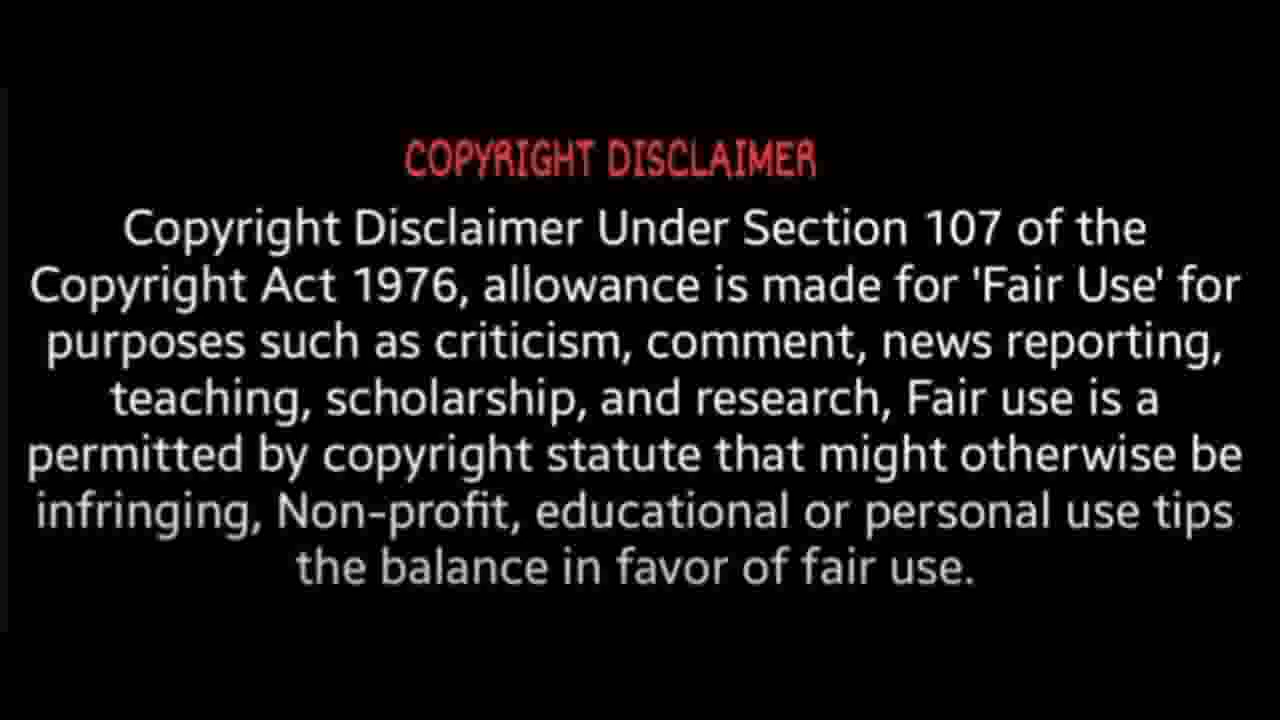 COPYRIGHT DISCLAIMER
Copyright Disclaimer Under Section 107 of the
Copyright Act 1976, allowance is made for 'Fair Use' for
purposes such as criticism, comment, news reporting,
teaching, scholarship, and research, Fair use is a
permitted by copyright statute that might otherwise be
infringing, Non-profit, educational or personal use tips
the balance in favor of fair use.